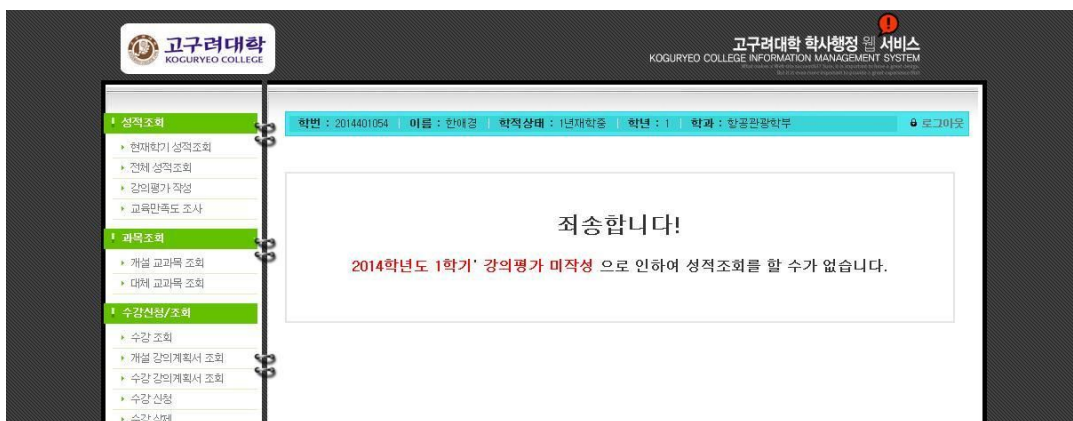 고구려대학
KOGURYEO COLLEGE
고구려대학 학사행정 웹 서비스
KOGURYEO COLLEGE INFORMATION MANAGEMENT SYSTEM
학번 : 2014401054 | 이름 : 한애경 | 학적상태 : 1년재학중 | 학년 : 1 | 학과 : 항공관광학부
로그아웃
성적조회
현재학기 성적조회
전체 성적조회
강의평가 작성
교육만족도 조사
과목조회
개설 교과목 조회
대체 교과목 조회
수강신청/조회
수강 조회
개설 강의계획서 조회
수강 강의계획서 조회
수강 신청
수강 삭제
죄송합니다!
2014학년도 1학기' 강의평가 미작성 으로 인하여 성적조회를 할 수가 없습니다.